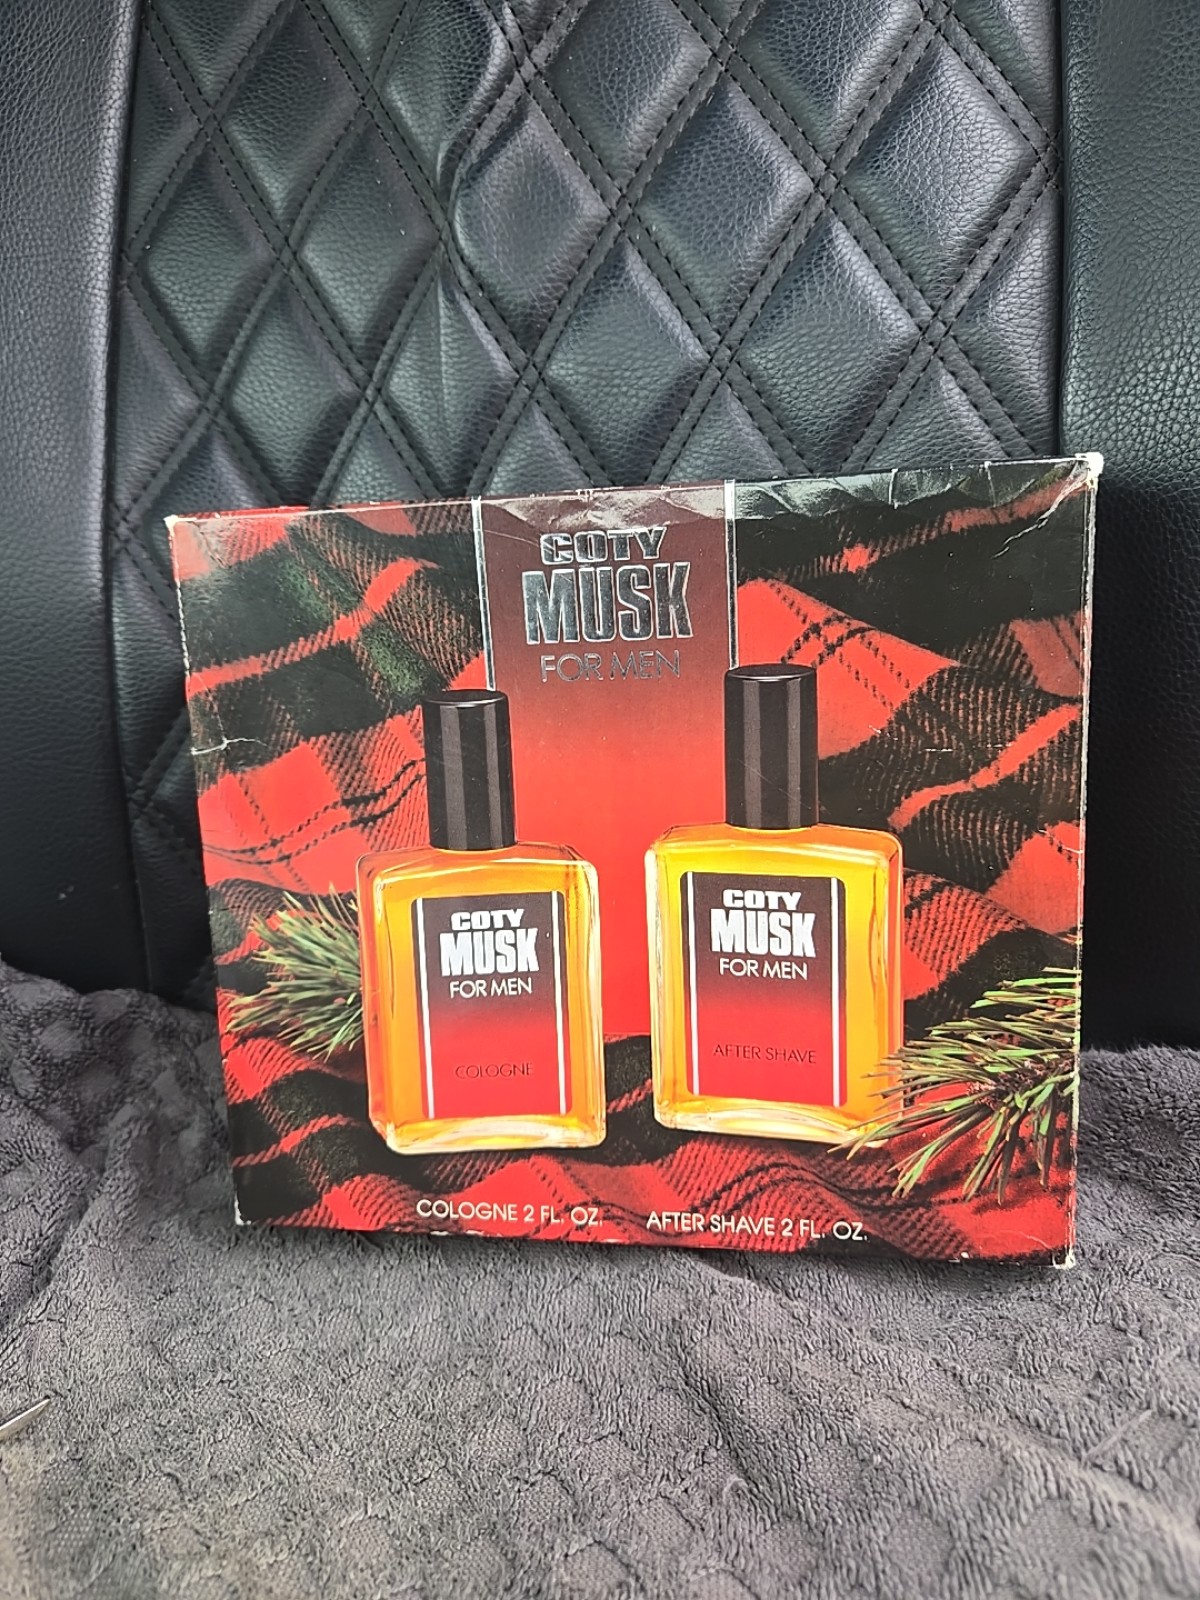 COTY
MUSK
FOR MEN
COTY
MUSK
FOR MEN
COLOGNE
COTY
MUSK
FOR MEN
AFTER SHAVE
COLOGNE 2 FL. OZ.
AFTER SHAVE 2 FL. OZ.